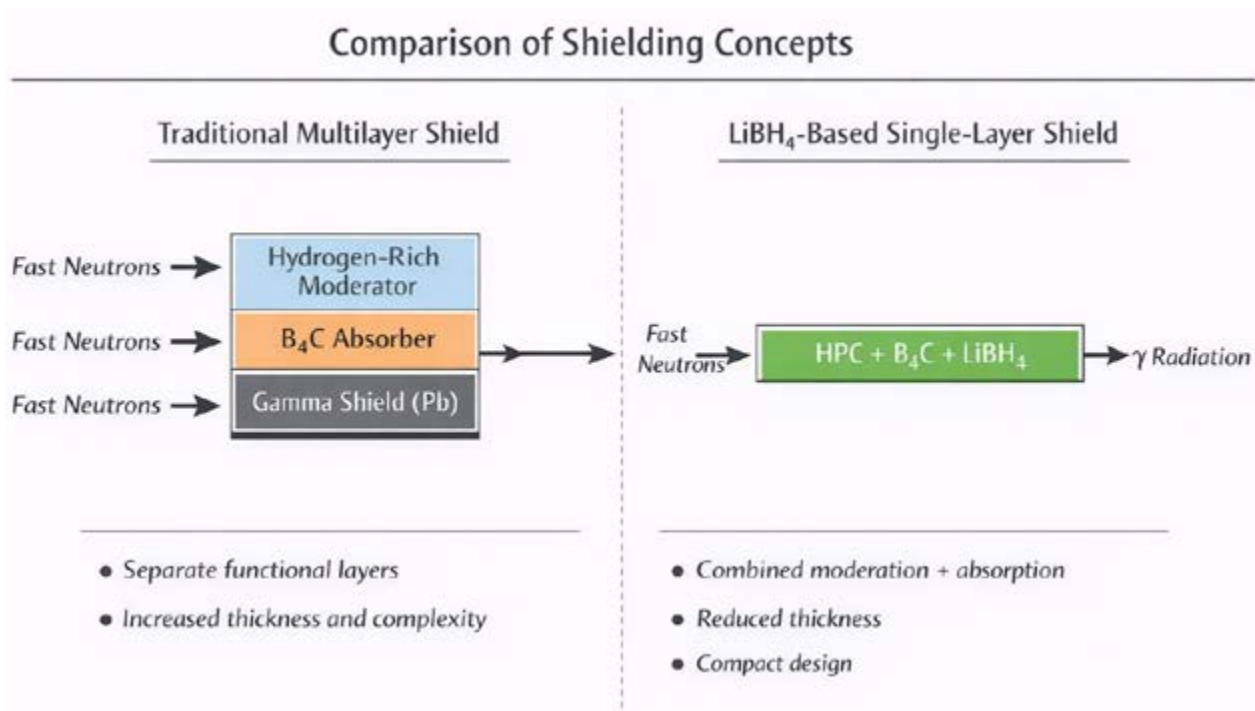 Comparison of Shielding Concepts
Traditional Multilayer Shield
Fast Neutrons
Hydrogen-Rich
Moderator
Fast Neutrons
B₄C Absorber
Fast Neutrons
Gamma Shield (Pb)
• Separate functional layers
• Increased thickness and complexity
LiBH₄-Based Single-Layer Shield
Fast
Neutrons
HPC + B₄C + LiBH₄
γ Radiation
• Combined moderation + absorption
• Reduced thickness
• Compact design